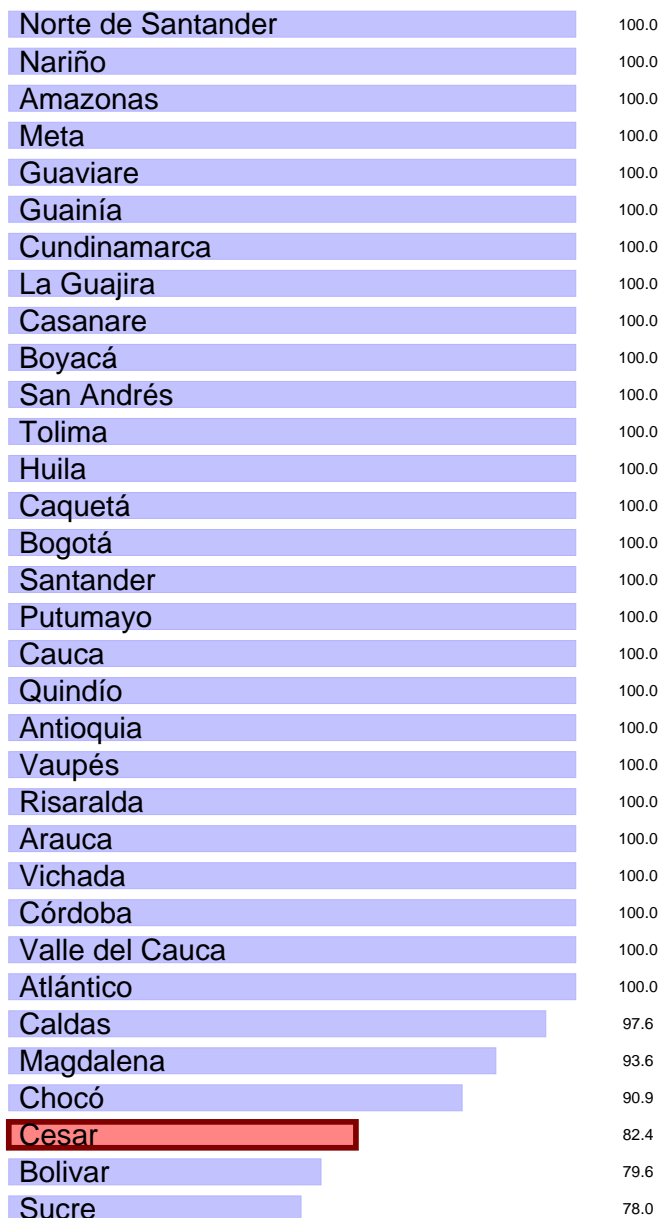 Norte de Santander 100.0
Nariño 100.0
Amazonas 100.0
Meta 100.0
Guaviare 100.0
Guainía 100.0
Cundinamarca 100.0
La Guajira 100.0
Casanare 100.0
Boyacá 100.0
San Andrés 100.0
Tolima 100.0
Huila 100.0
Caquetá 100.0
Bogotá 100.0
Santander 100.0
Putumayo 100.0
Cauca 100.0
Quindío 100.0
Antioquia 100.0
Vaupés 100.0
Risaralda 100.0
Arauca 100.0
Vichada 100.0
Córdoba 100.0
Valle del Cauca 100.0
Atlántico 100.0
Caldas 97.6
Magdalena 93.6
Chocó 90.9
Cesar 82.4
Bolivar 79.6
Sucre 78.0